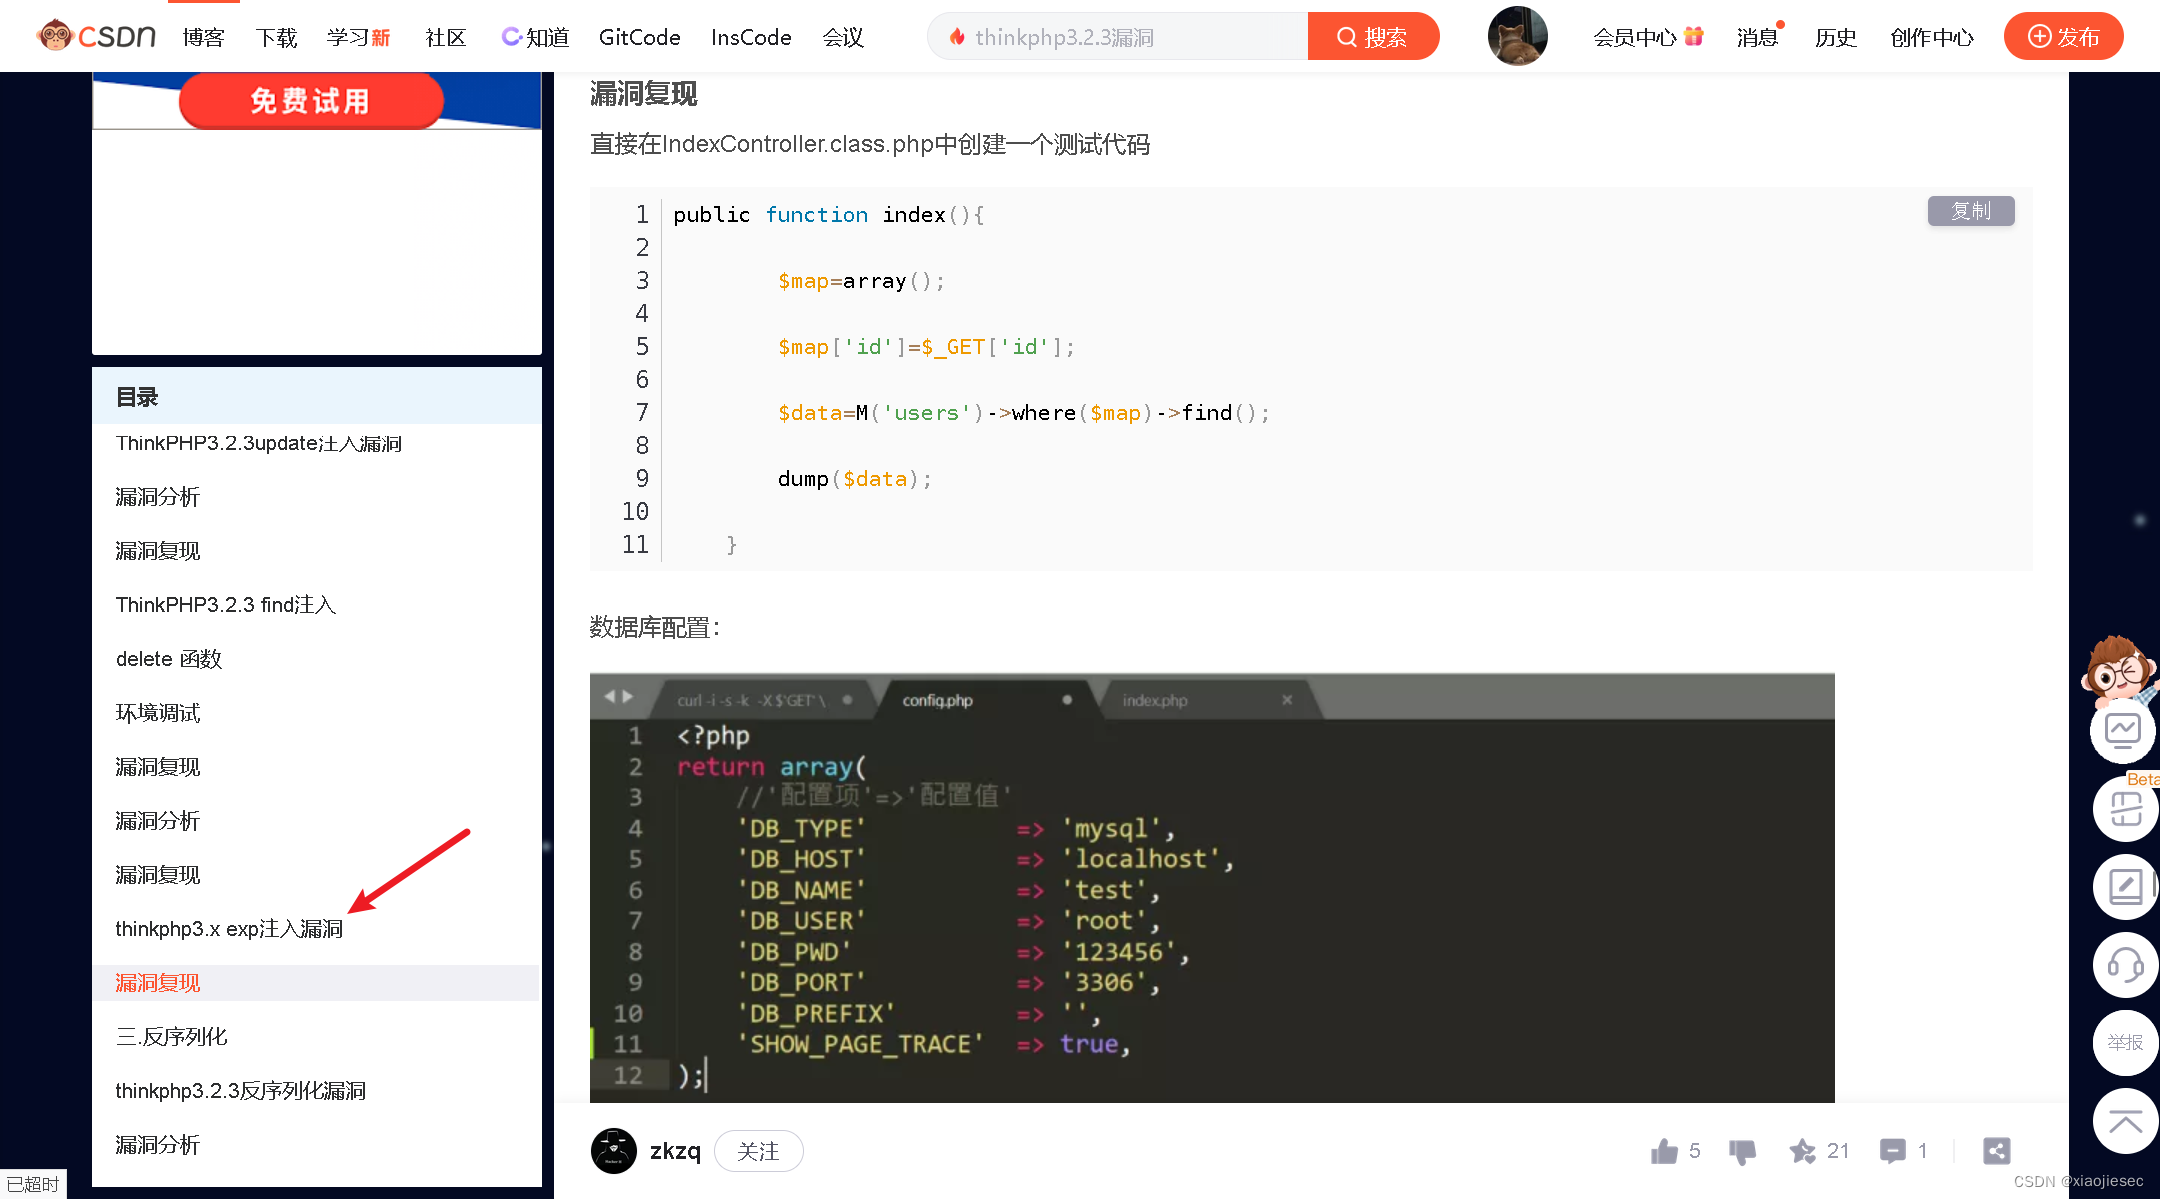 CSDN 博客 下载 学习新 社区 C知道 GitCode InsCode 会议 thinkphp3.2.3漏洞 搜索 会员中心 消息 历史 创作中心 发布
免费试用
目录
ThinkPHP3.2.3update注入漏洞
漏洞分析
漏洞复现
ThinkPHP3.2.3 find注入
delete 函数
环境调试
漏洞复现
漏洞分析
漏洞复现
thinkphp3.x exp注入漏洞
漏洞复现
三.反序列化
thinkphp3.2.3反序列化漏洞
漏洞分析
已超时
漏洞复现
直接在IndexController.class.php中创建一个测试代码
复制
1 public function index(){
2
3 $map=array();
4
5 $map['id']=$_GET['id'];
6
7 $data=M('users')->where($map)->find();
8
9 dump($data);
10
11 }
数据库配置：
curl -i -s -k -X $'GET' \ config.php index.php
1 <?php
2 return array(
3 //'配置项'=>'配置值'
4 'DB_TYPE' => 'mysql',
5 'DB_HOST' => 'localhost',
6 'DB_NAME' => 'test',
7 'DB_USER' => 'root',
8 'DB_PWD' => '123456',
9 'DB_PORT' => '3306',
10 'DB_PREFIX' => '',
11 'SHOW_PAGE_TRACE' => true,
12 );
zkzq 关注 5 21 1
Beta
举报
CSDN @xiaojiesec